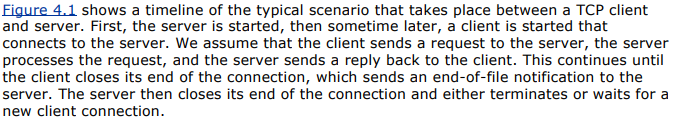 Figure 4.1 shows a timeline of the typical scenario that takes place between a TCP client
and server. First, the server is started, then sometime later, a client is started that
connects to the server. We assume that the client sends a request to the server, the server
processes the request, and the server sends a reply back to the client. This continues until
the client closes its end of the connection, which sends an end-of-file notification to the
server. The server then closes its end of the connection and either terminates or waits for a
new client connection.